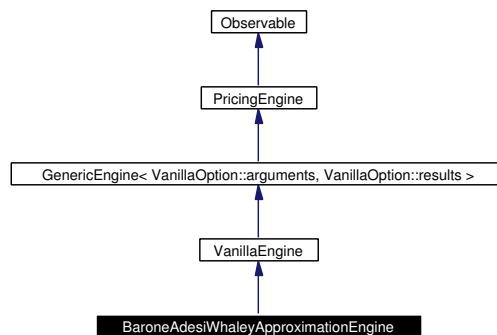 Observable
PricingEngine
GenericEngine< VanillaOption::arguments, VanillaOption::results >
VanillaEngine
BaroneAdesiWhaleyApproximationEngine